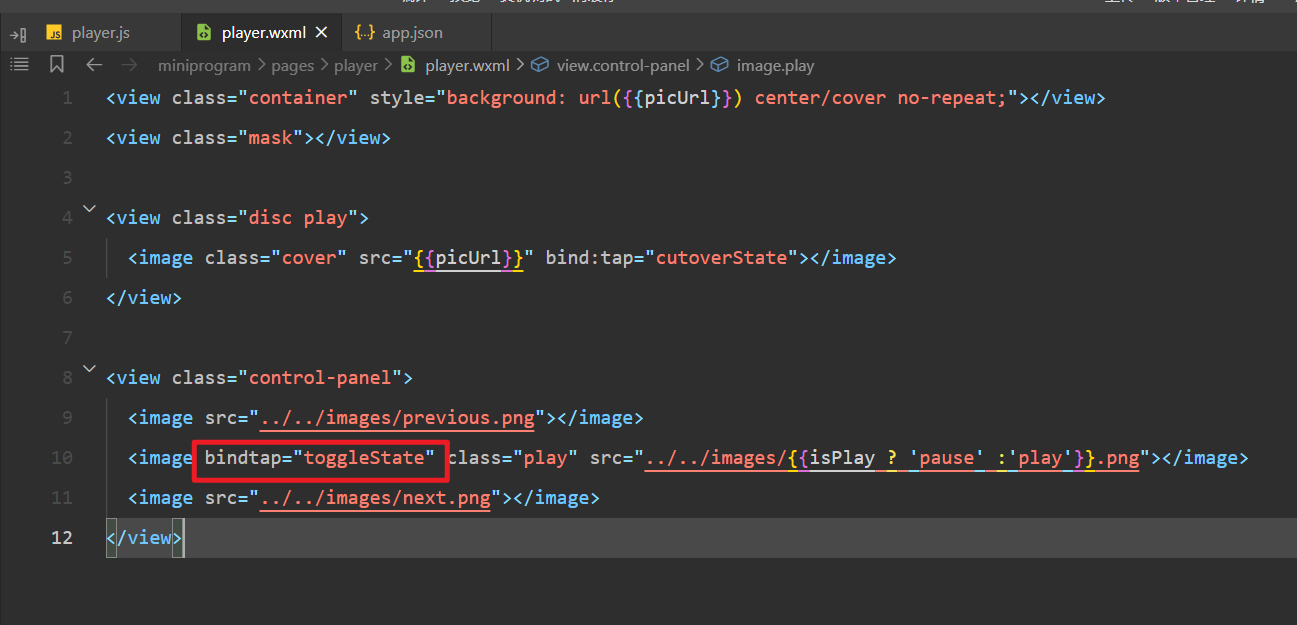 player.js player.wxml app.json
miniprogram > pages > player > player.wxml > view.control-panel > image.play
1 <view class="container" style="background: url({{picUrl}}) center/cover no-repeat;"></view>
2 <view class="mask"></view>
3
4 <view class="disc play">
5 <image class="cover" src="{{picUrl}}" bind:tap="cutoverState"></image>
6 </view>
7
8 <view class="control-panel">
9 <image src="../../images/previous.png"></image>
10 <image bindtap="toggleState" class="play" src="../../images/{{isPlay ? 'pause' :'play'}}.png"></image>
11 <image src="../../images/next.png"></image>
12 </view>